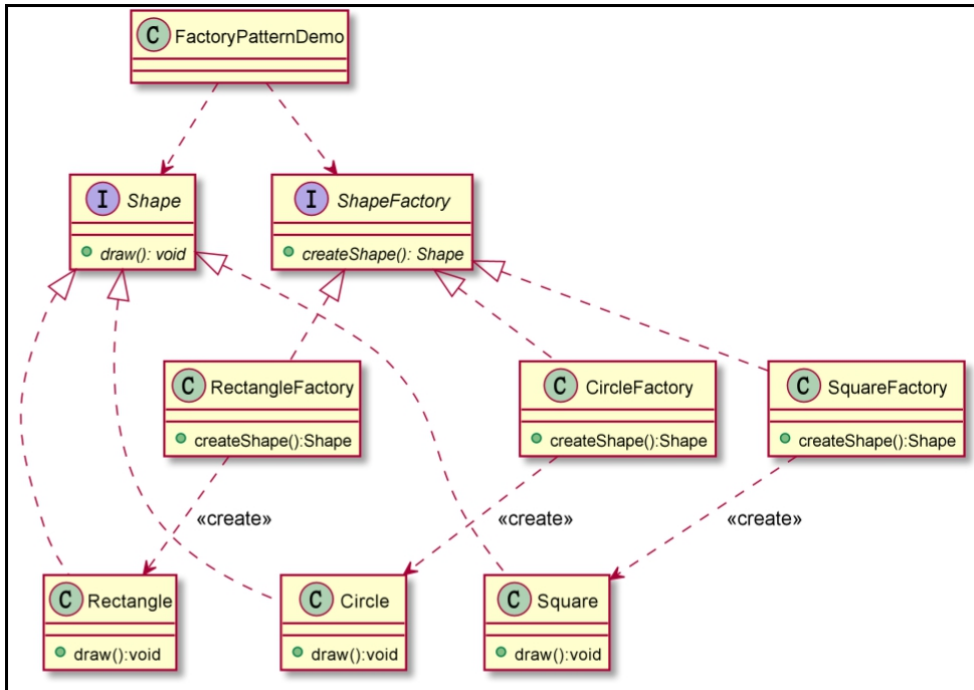 C FactoryPatternDemo
I Shape
draw(): void
I ShapeFactory
createShape(): Shape
C RectangleFactory
createShape():Shape
C CircleFactory
createShape():Shape
C SquareFactory
createShape():Shape
«create»
«create»
«create»
C Rectangle
draw():void
C Circle
draw():void
C Square
draw():void